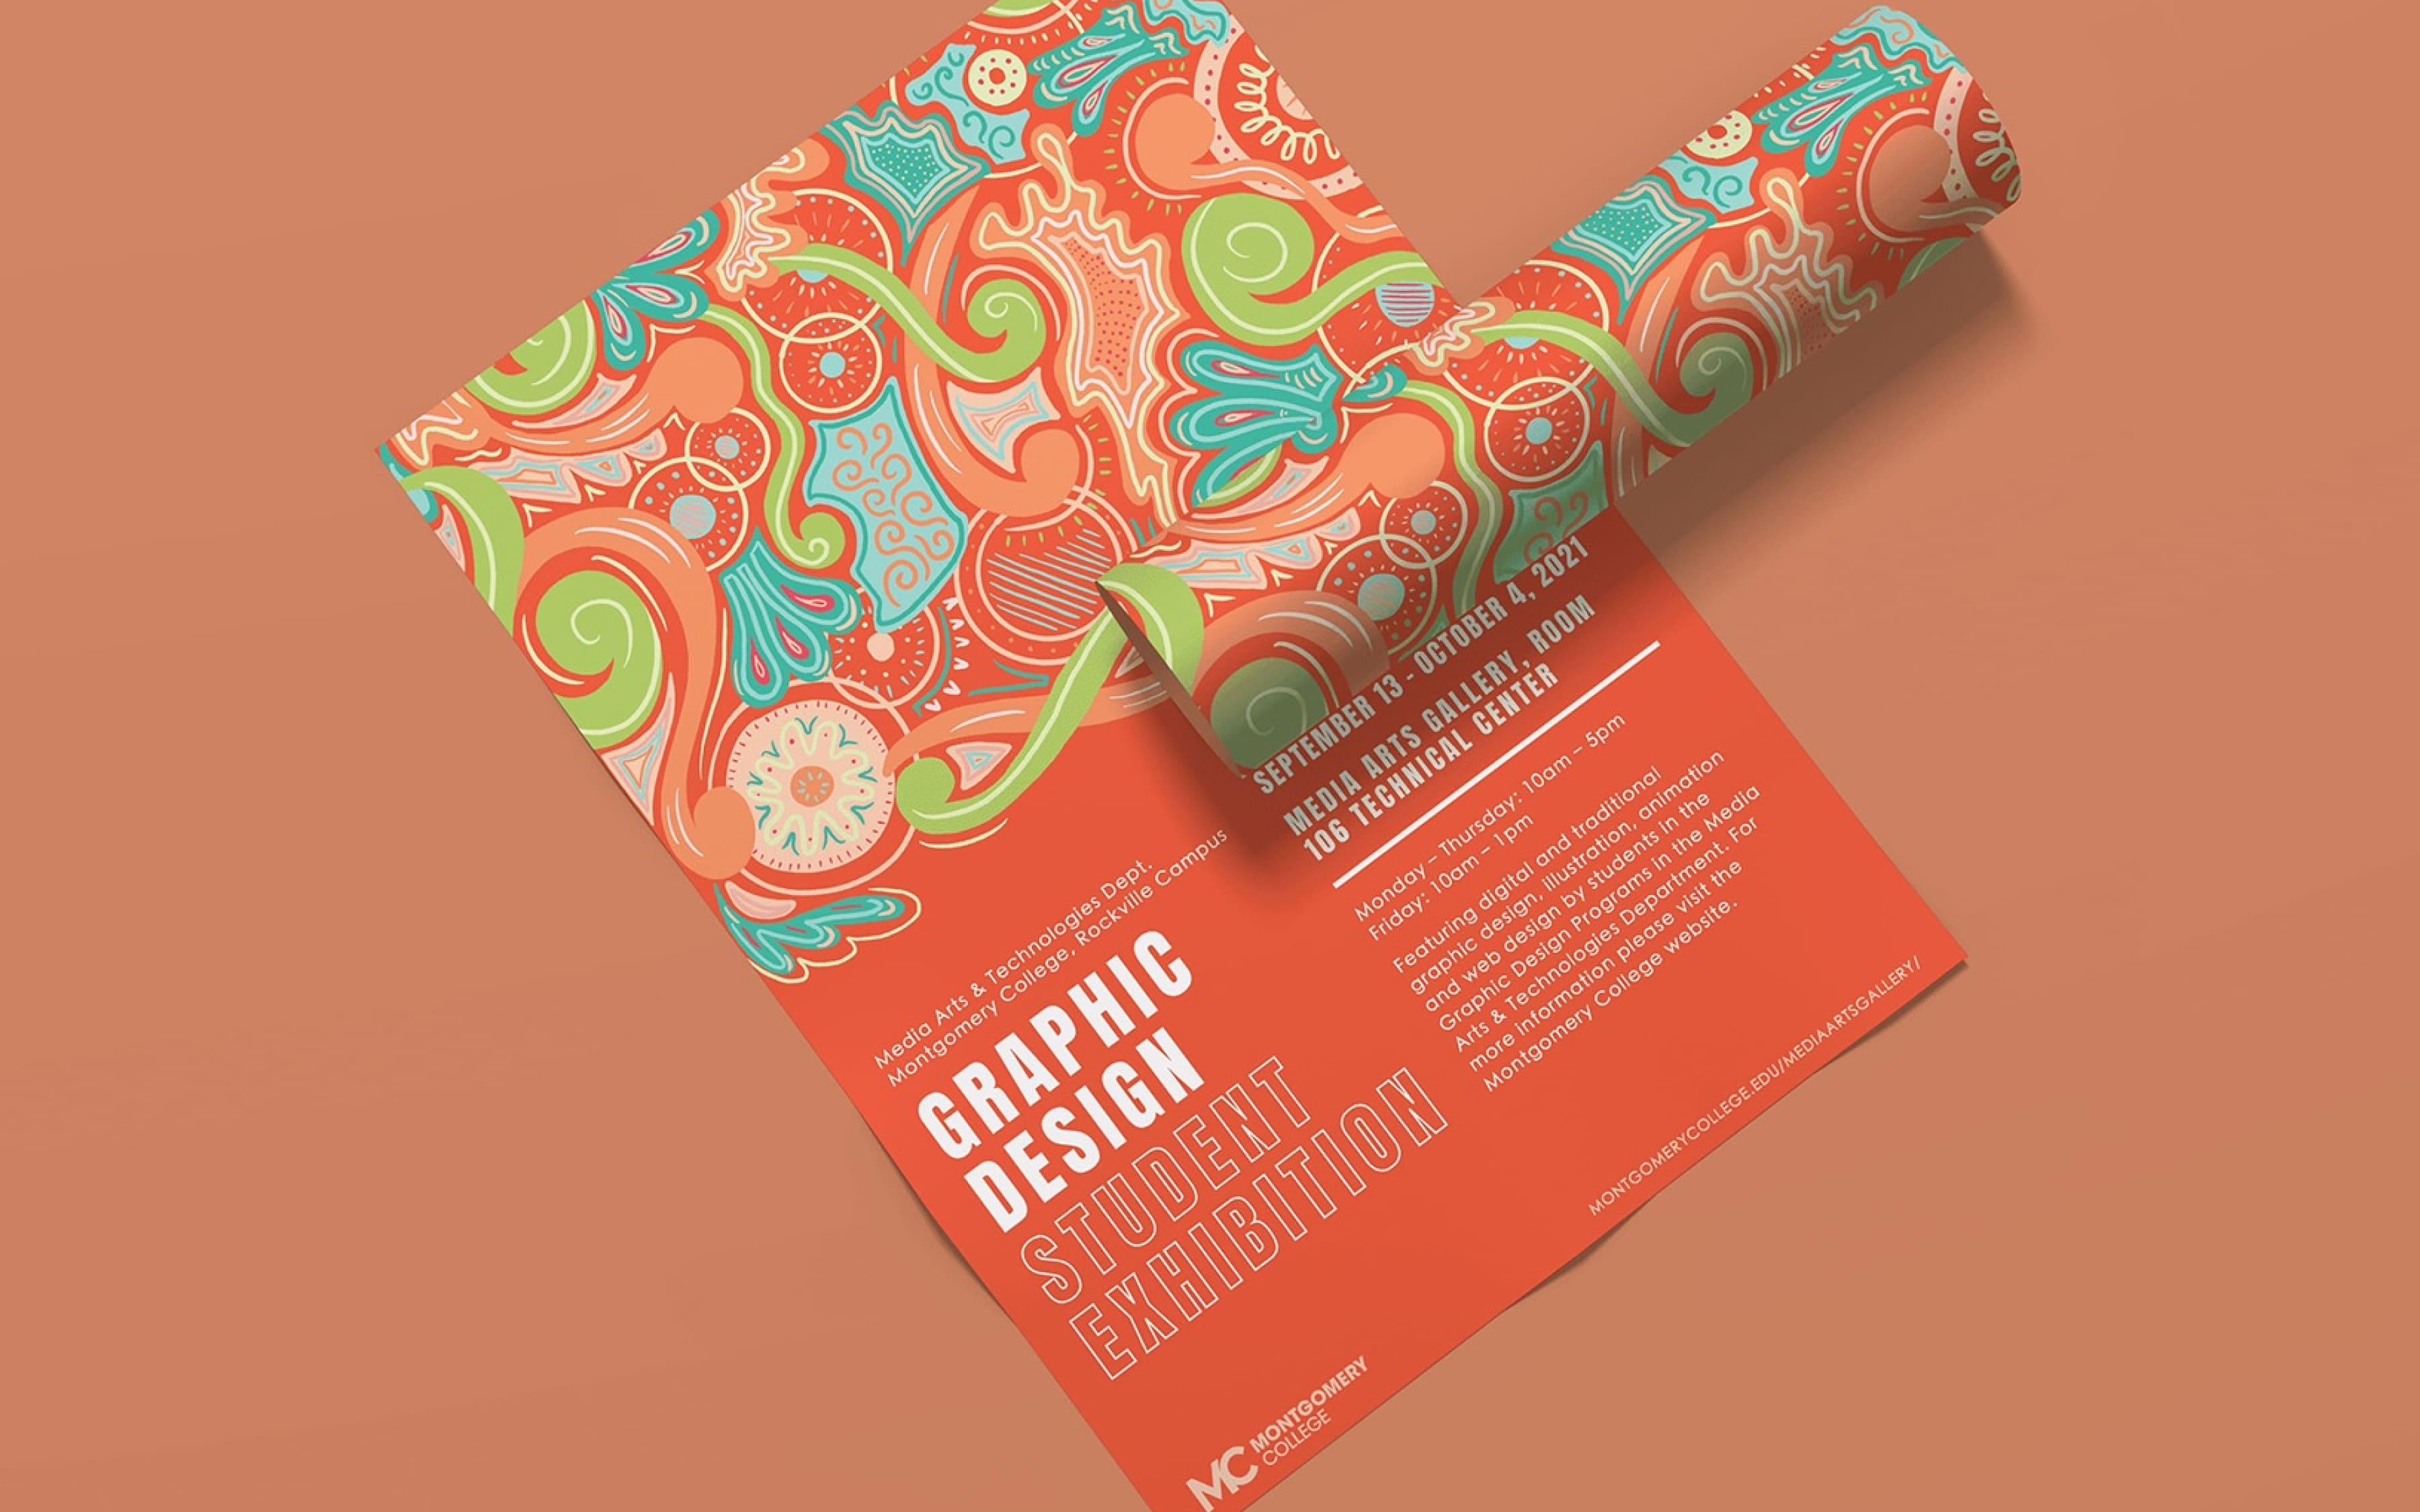 Media Arts & Technologies Dept.
Montgomery College, Rockville Campus
GRAPHIC
DESIGN
STUDENT
EXHIBITION
MC MONTGOMERY
COLLEGE
SEPTEMBER 13 - OCTOBER 4, 2021
MEDIA ARTS GALLERY, ROOM
106 TECHNICAL CENTER
Monday – Thursday: 10am – 5pm
Friday: 10am – 1pm
Featuring digital and traditional
graphic design, illustration, animation
and web design by students in the
Graphic Design Programs in the Media
Arts & Technologies Department. For
more information please visit the
Montgomery College website.
MONTGOMERYCOLLEGE.EDU/MEDIAARTSGALLERY/